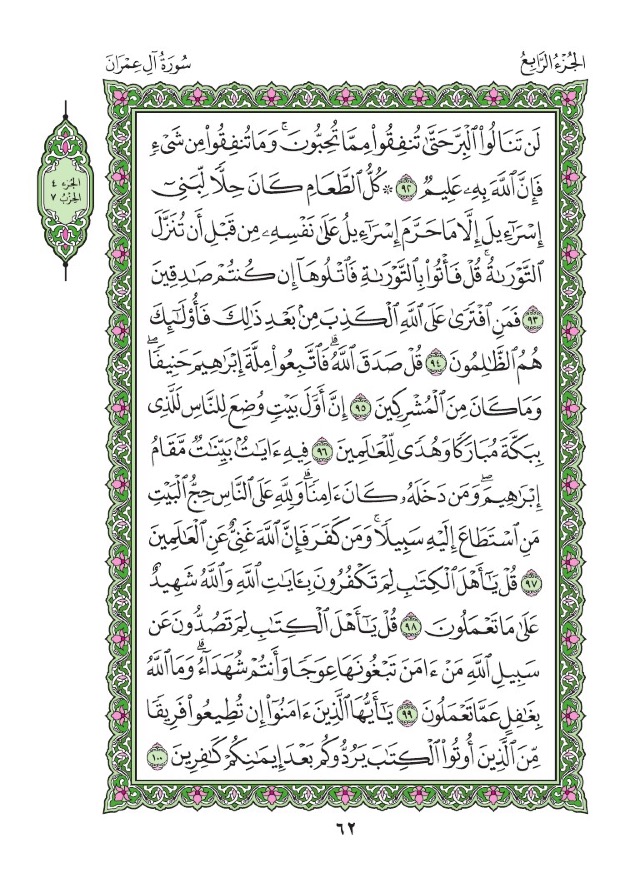 الجُزْءُ الرَّابِعُ
سُورَةُ آلِ عِمْرَانَ
الجزء ٤
الحزب ٧
لَن تَنَالُوا۟ ٱلْبِرَّ حَتَّىٰ تُنفِقُوا۟ مِمَّا تُحِبُّونَ ۚ وَمَا تُنفِقُوا۟ مِن شَىْءٍ
فَإِنَّ ٱللَّهَ بِهِۦ عَلِيمٌ ٩٢ ۞ كُلُّ ٱلطَّعَامِ كَانَ حِلًّا لِّبَنِىٓ
إِسْرَٰٓءِيلَ إِلَّا مَا حَرَّمَ إِسْرَٰٓءِيلُ عَلَىٰ نَفْسِهِۦ مِن قَبْلِ أَن تُنَزَّلَ
ٱلتَّوْرَىٰةُ ۗ قُلْ فَأْتُوا۟ بِٱلتَّوْرَىٰةِ فَٱتْلُوهَآ إِن كُنتُمْ صَٰدِقِينَ
٩٣ فَمَنِ ٱفْتَرَىٰ عَلَى ٱللَّهِ ٱلْكَذِبَ مِنۢ بَعْدِ ذَٰلِكَ فَأُو۟لَٰٓئِكَ
هُمُ ٱلظَّٰلِمُونَ ٩٤ قُلْ صَدَقَ ٱللَّهُ ۗ فَٱتَّبِعُوا۟ مِلَّةَ إِبْرَٰهِيمَ حَنِيفًا ۖ
وَمَا كَانَ مِنَ ٱلْمُشْرِكِينَ ٩٥ إِنَّ أَوَّلَ بَيْتٍ وُضِعَ لِلنَّاسِ لَلَّذِى
بِبَكَّةَ مُبَارَكًا وَهُدًى لِّلْعَٰلَمِينَ ٩٦ فِيهِ ءَايَٰتٌۢ بَيِّنَٰتٌ مَّقَامُ
إِبْرَٰهِيمَ ۖ وَمَن دَخَلَهُۥ كَانَ ءَامِنًا ۗ وَلِلَّهِ عَلَى ٱلنَّاسِ حِجُّ ٱلْبَيْتِ
مَنِ ٱسْتَطَاعَ إِلَيْهِ سَبِيلًا ۚ وَمَن كَفَرَ فَإِنَّ ٱللَّهَ غَنِىٌّ عَنِ ٱلْعَٰلَمِينَ
٩٧ قُلْ يَٰٓأَهْلَ ٱلْكِتَٰبِ لِمَ تَكْفُرُونَ بِـَٔايَٰتِ ٱللَّهِ وَٱللَّهُ شَهِيدٌ
عَلَىٰ مَا تَعْمَلُونَ ٩٨ قُلْ يَٰٓأَهْلَ ٱلْكِتَٰبِ لِمَ تَصُدُّونَ عَن
سَبِيلِ ٱللَّهِ مَنْ ءَامَنَ تَبْغُونَهَا عِوَجًا وَأَنتُمْ شُهَدَآءُ ۗ وَمَا ٱللَّهُ
بِغَٰفِلٍ عَمَّا تَعْمَلُونَ ٩٩ يَٰٓأَيُّهَا ٱلَّذِينَ ءَامَنُوٓا۟ إِن تُطِيعُوا۟ فَرِيقًا
مِّنَ ٱلَّذِينَ أُوتُوا۟ ٱلْكِتَٰبَ يَرُدُّوكُم بَعْدَ إِيمَٰنِكُمْ كَٰفِرِينَ ١٠٠
٦٢